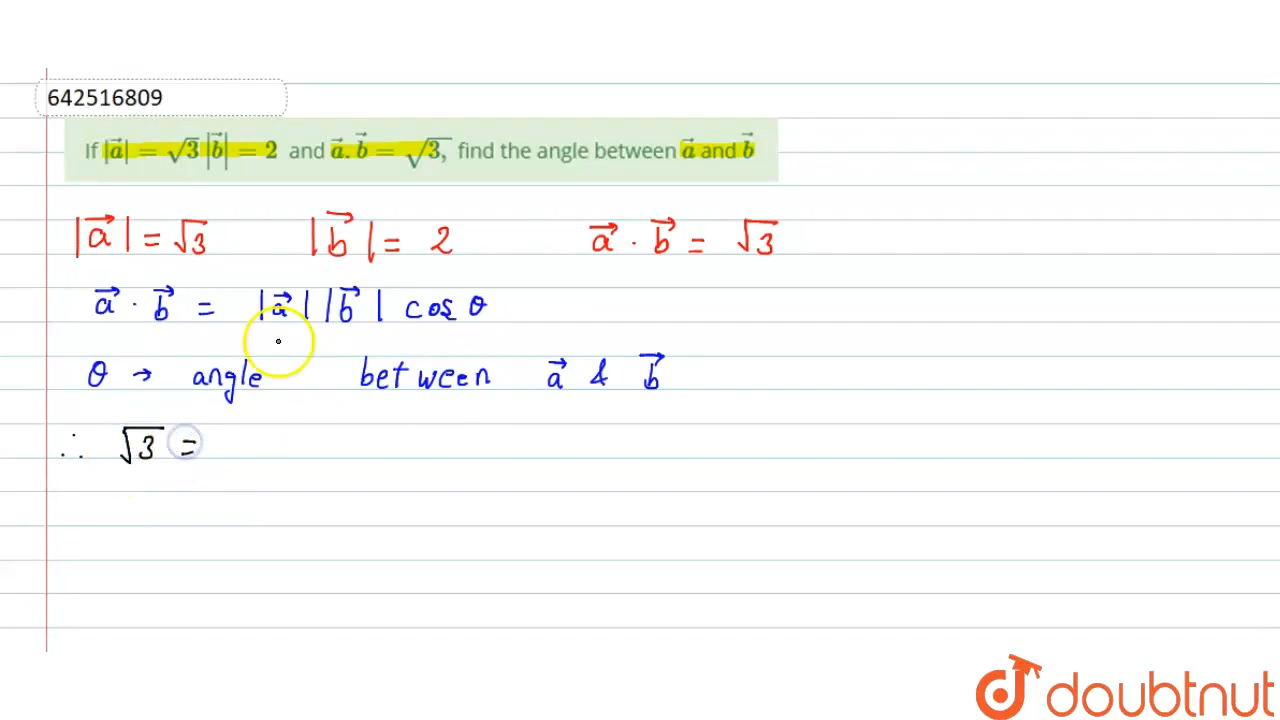 642516809
If |a⃗| = √3 |b⃗| = 2 and a⃗. b⃗ = √3, find the angle between a⃗ and b⃗
|a⃗| = √3 |b⃗| = 2 a⃗ · b⃗ = √3
a⃗ · b⃗ = |a⃗| |b⃗| cos θ
θ → angle between a⃗ & b⃗
∴ √3 =
doubtnut